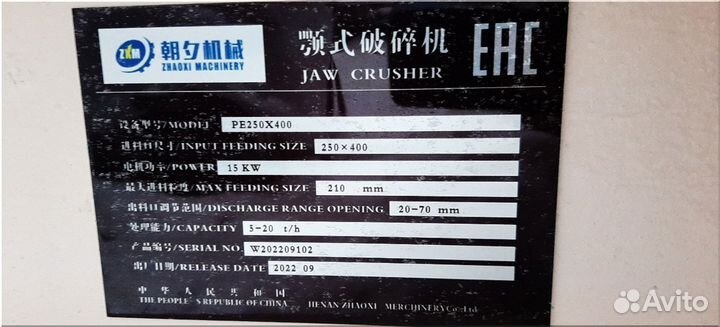 ZXM 朝夕机械
ZHAOXI MACHINERY
颚式破碎机
JAW CRUSHER
EAC
设备型号/MODEL PE250X400
进料口尺寸/INPUT FEEDING SIZE 250×400
电机功率/POWER 15 KW
最大进料粒度/MAX FEEDING SIZE 210 mm
出料口调节范围/DISCHARGE RANGE OPENING 20-70 mm
处理能力/CAPACITY 5-20 t/h
产品编号/SERIAL NO. W202209102
出厂日期/RELEASE DATE 2022 09
中华人民共和国
THE PEOPLE'S REPUBLIC OF CHINA HENAN ZHAOXI MERCHINERY Co.Ltd
Avito